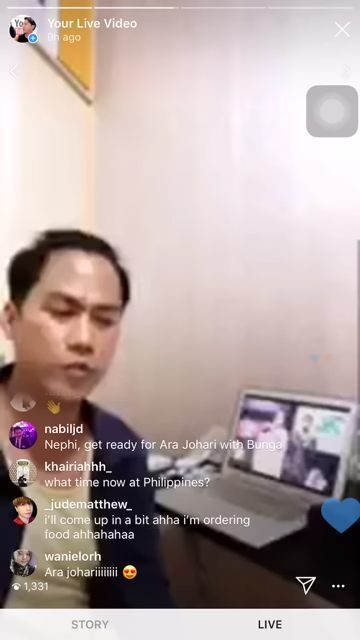 Your Live Video
9h ago
nabiljd
Nephi, get ready for Ara Johari with Bunga
khairiahhh_
what time now at Philippines?
_judematthew_
i'll come up in a bit ahha i'm ordering
food ahhahahaa
wanielorh
Ara johariiiiiiii 😍
1,331
STORY
LIVE